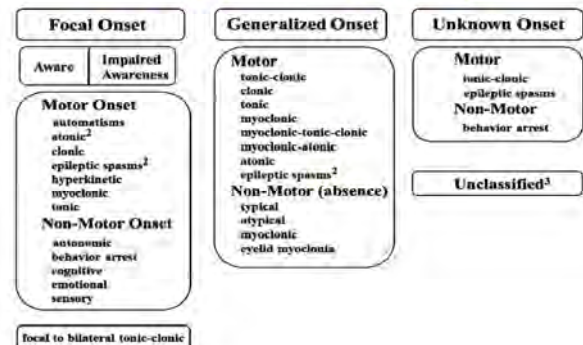 Focal Onset
Aware
Impaired
Awareness
Motor Onset
automatisms
atonic²
clonic
epileptic spasms²
hyperkinetic
myoclonic
tonic
Non-Motor Onset
autonomic
behavior arrest
cognitive
emotional
sensory
focal to bilateral tonic-clonic
Generalized Onset
Motor
tonic-clonic
clonic
tonic
myoclonic
myoclonic-tonic-clonic
myoclonic-atonic
atonic
epileptic spasms²
Non-Motor (absence)
typical
atypical
myoclonic
eyelid myoclonia
Unknown Onset
Motor
tonic-clonic
epileptic spasms
Non-Motor
behavior arrest
Unclassified³